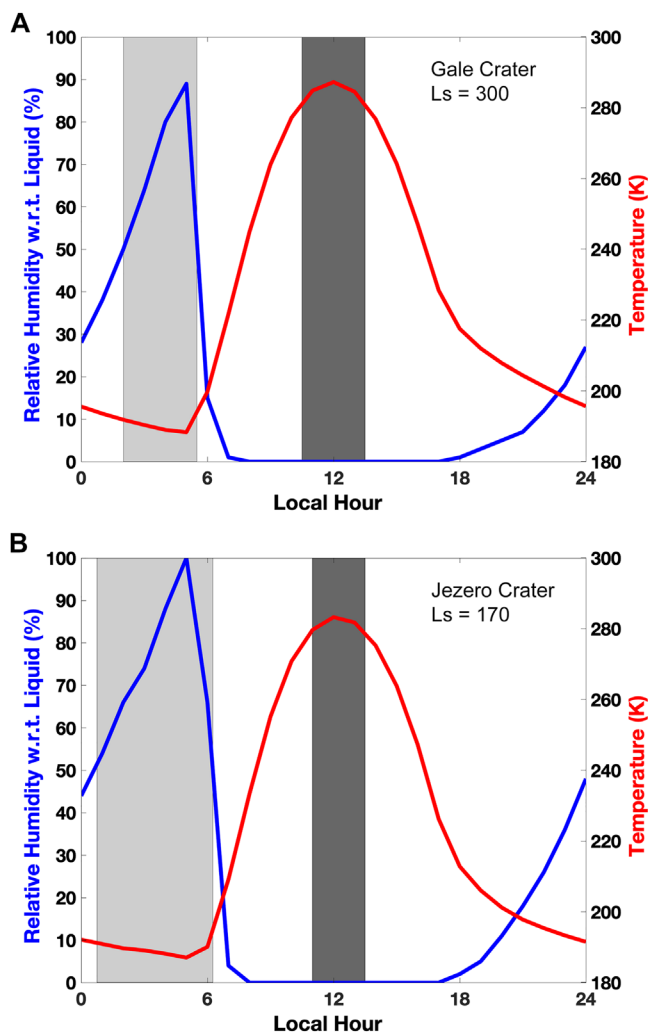 A
100
90
80
70
60
50
40
30
20
10
0
Relative Humidity w.r.t. Liquid (%)
Gale Crater
Ls = 300
300
280
260
240
220
200
180
Temperature (K)
0 6 12 18 24
Local Hour
B
100
90
80
70
60
50
40
30
20
10
0
Relative Humidity w.r.t. Liquid (%)
Jezero Crater
Ls = 170
300
280
260
240
220
200
180
Temperature (K)
0 6 12 18 24
Local Hour